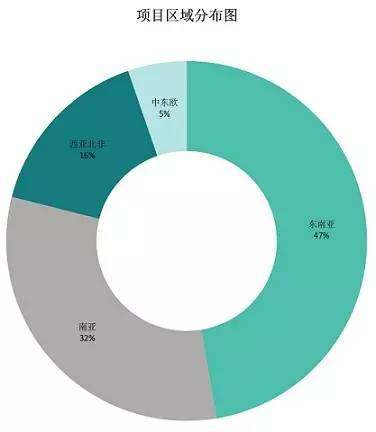 项目区域分布图
中东欧
5%
西亚北非
16%
东南亚
47%
南亚
32%